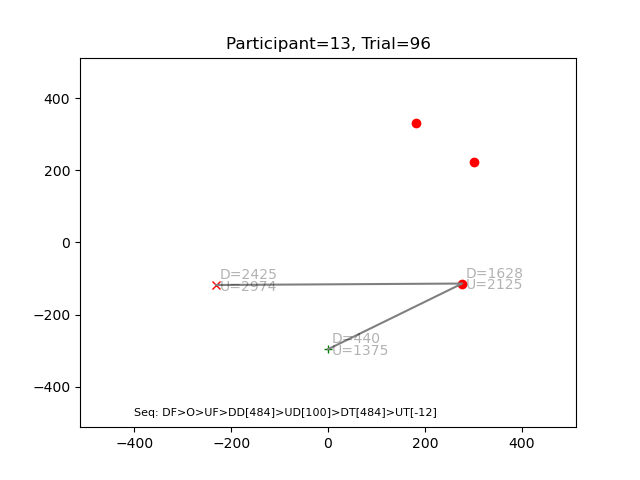 Participant=13, Trial=96
400
200
0
−200
−400
D=2425
U=2974
D=1628
U=2125
D=440
U=1375
Seq: DF>O>UF>DD[484]>UD[100]>DT[484]>UT[-12]
−400
−200
0
200
400